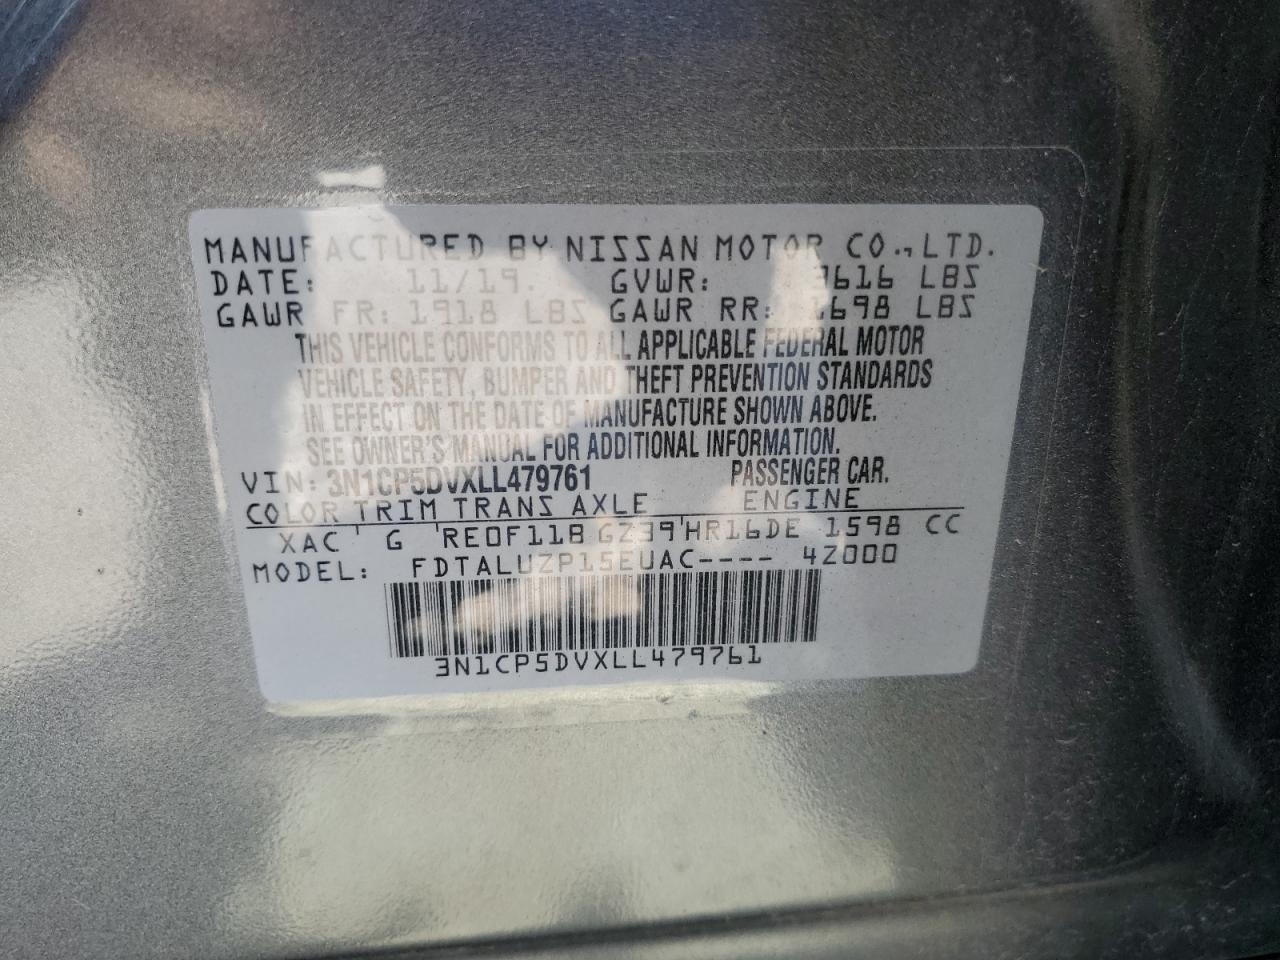 MANUFACTURED BY NISSAN MOTOR CO., LTD.
DATE: 11/19. GVWR: 3616 LBS
GAWR FR: 1918 LBS GAWR RR: 1698 LBS
THIS VEHICLE CONFORMS TO ALL APPLICABLE FEDERAL MOTOR
VEHICLE SAFETY, BUMPER AND THEFT PREVENTION STANDARDS
IN EFFECT ON THE DATE OF MANUFACTURE SHOWN ABOVE.
SEE OWNER'S MANUAL FOR ADDITIONAL INFORMATION.
VIN: 3N1CP5DVXLL479761 PASSENGER CAR.
COLOR TRIM TRANS AXLE ENGINE
XAC G RE0F11B GZ39 HR16DE 1598 CC
MODEL: FDTALUZP15EUAC---- 4Z000
3N1CP5DVXLL479761